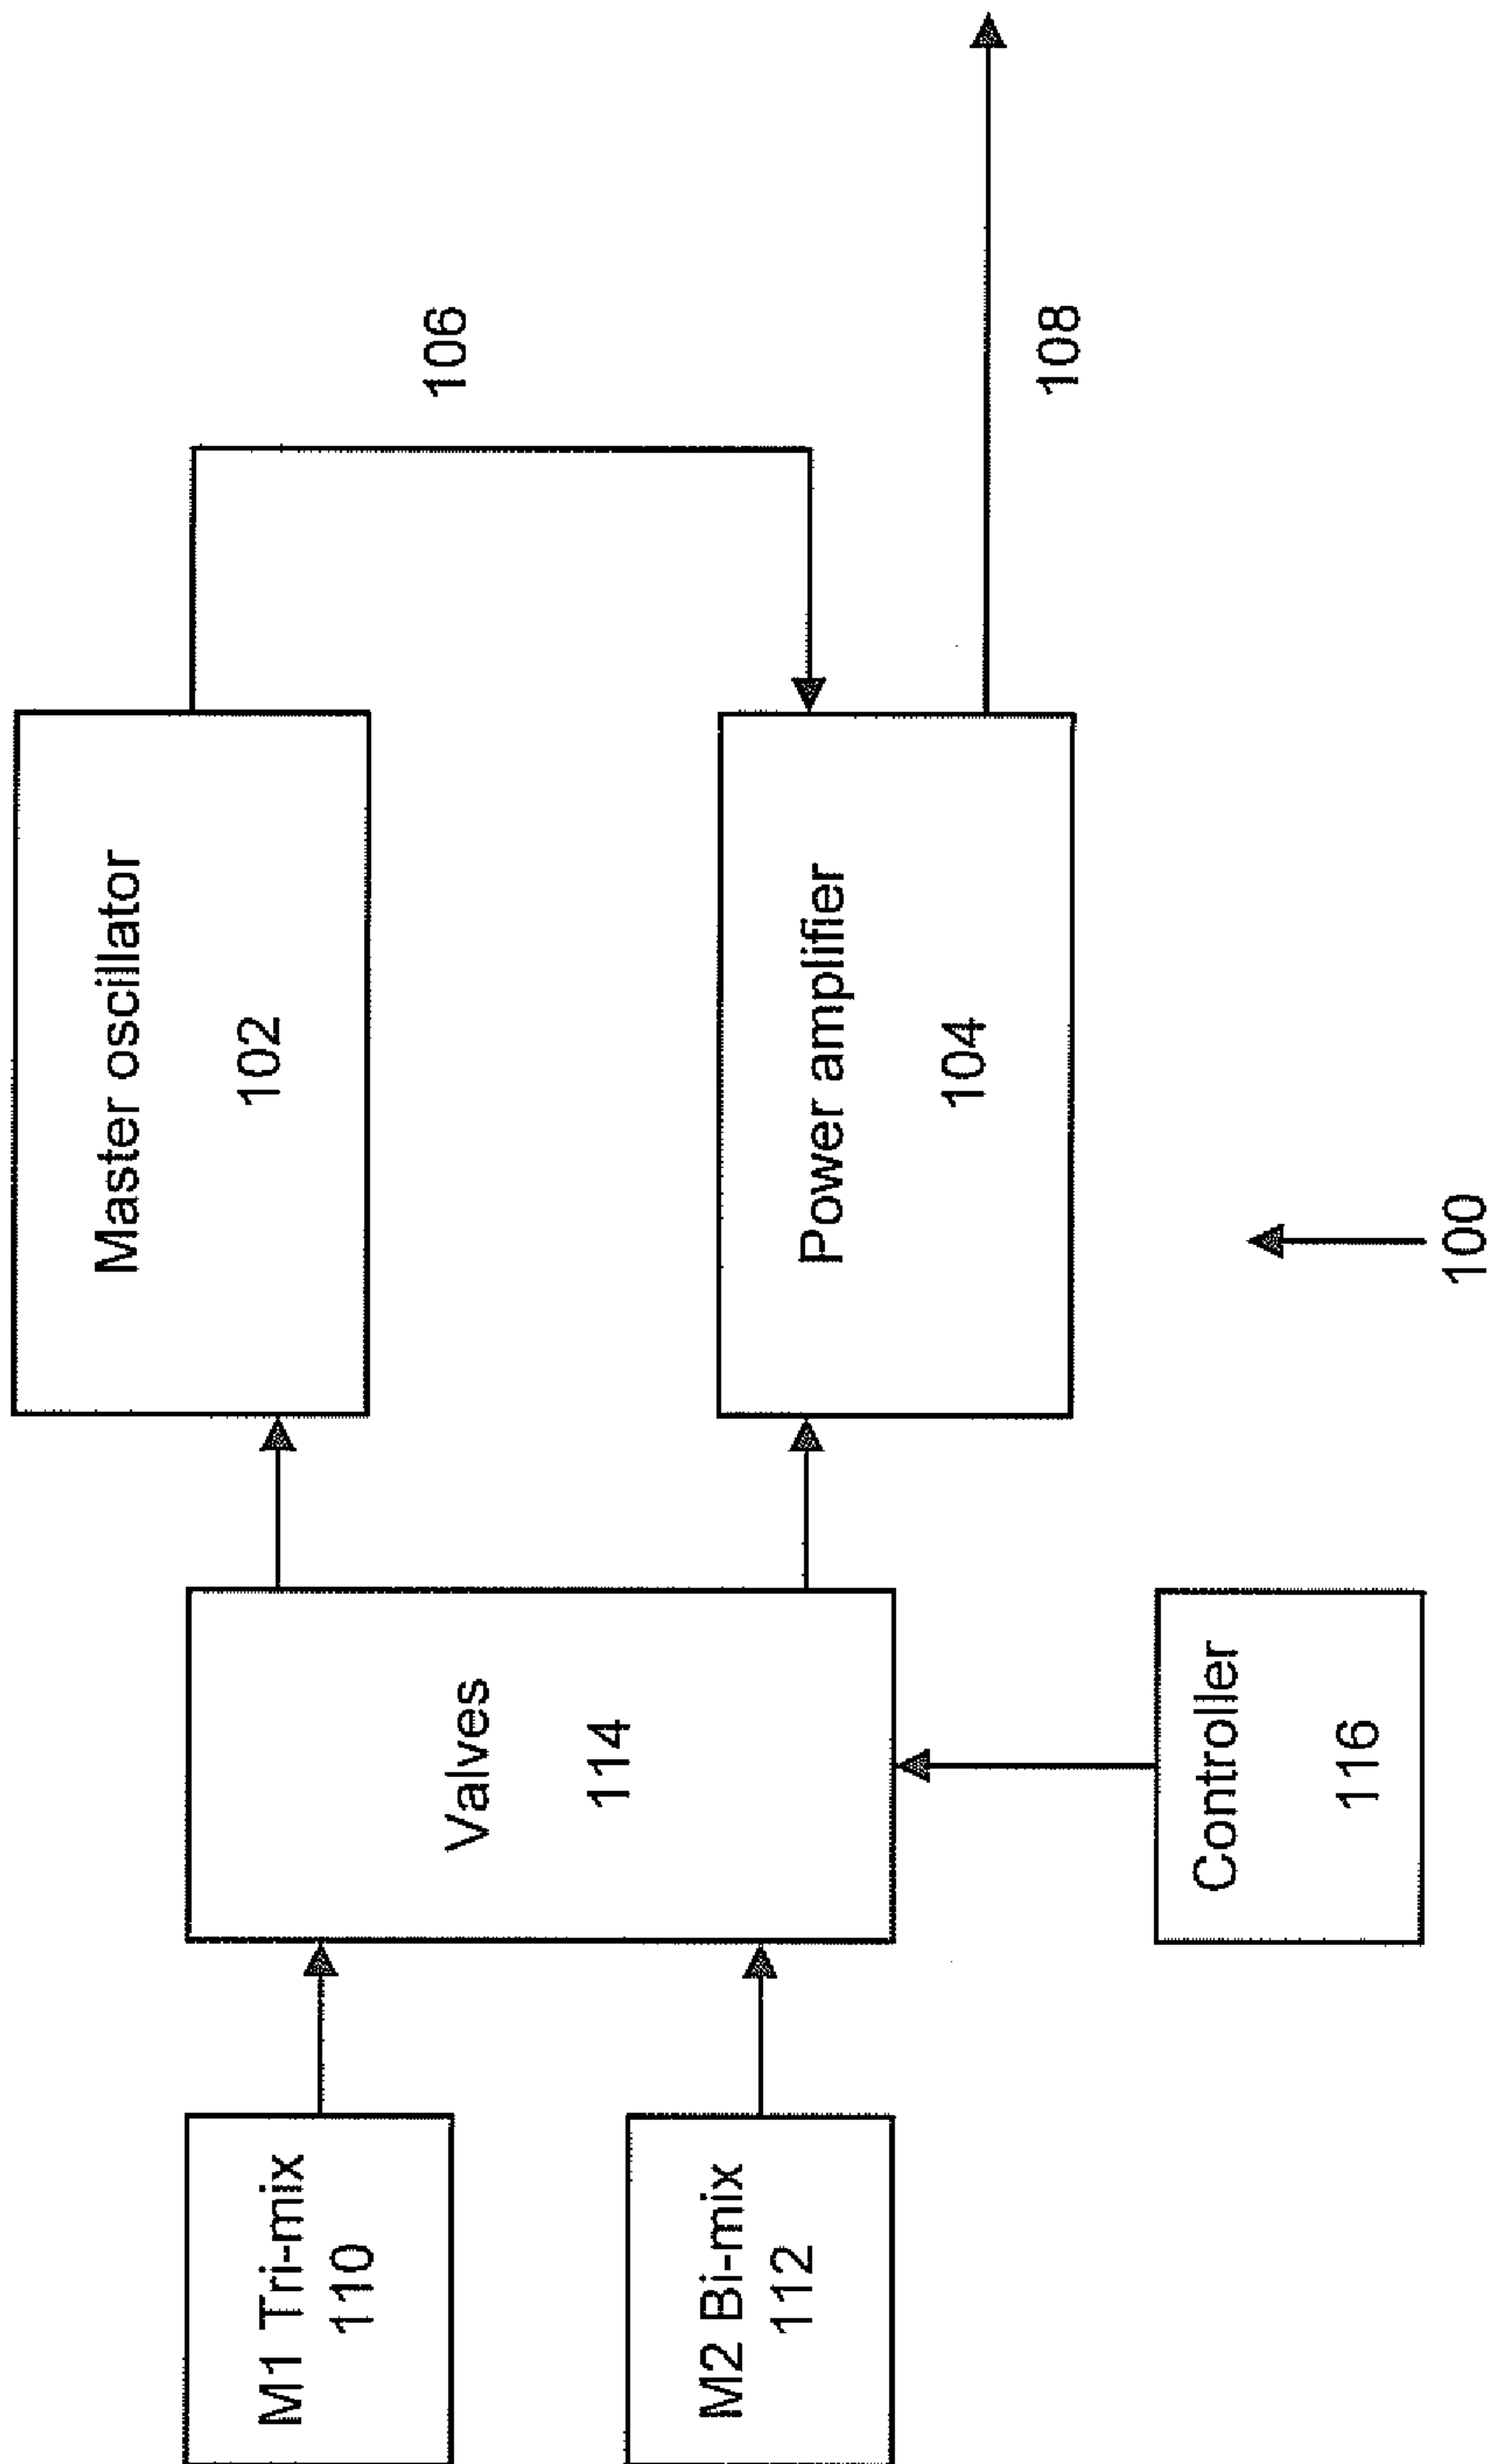 Master oscillator
102
106
Power amplifier
104
108
Valves
114
M1 Tri-mix
110
M2 Bi-mix
112
Controller
116
100